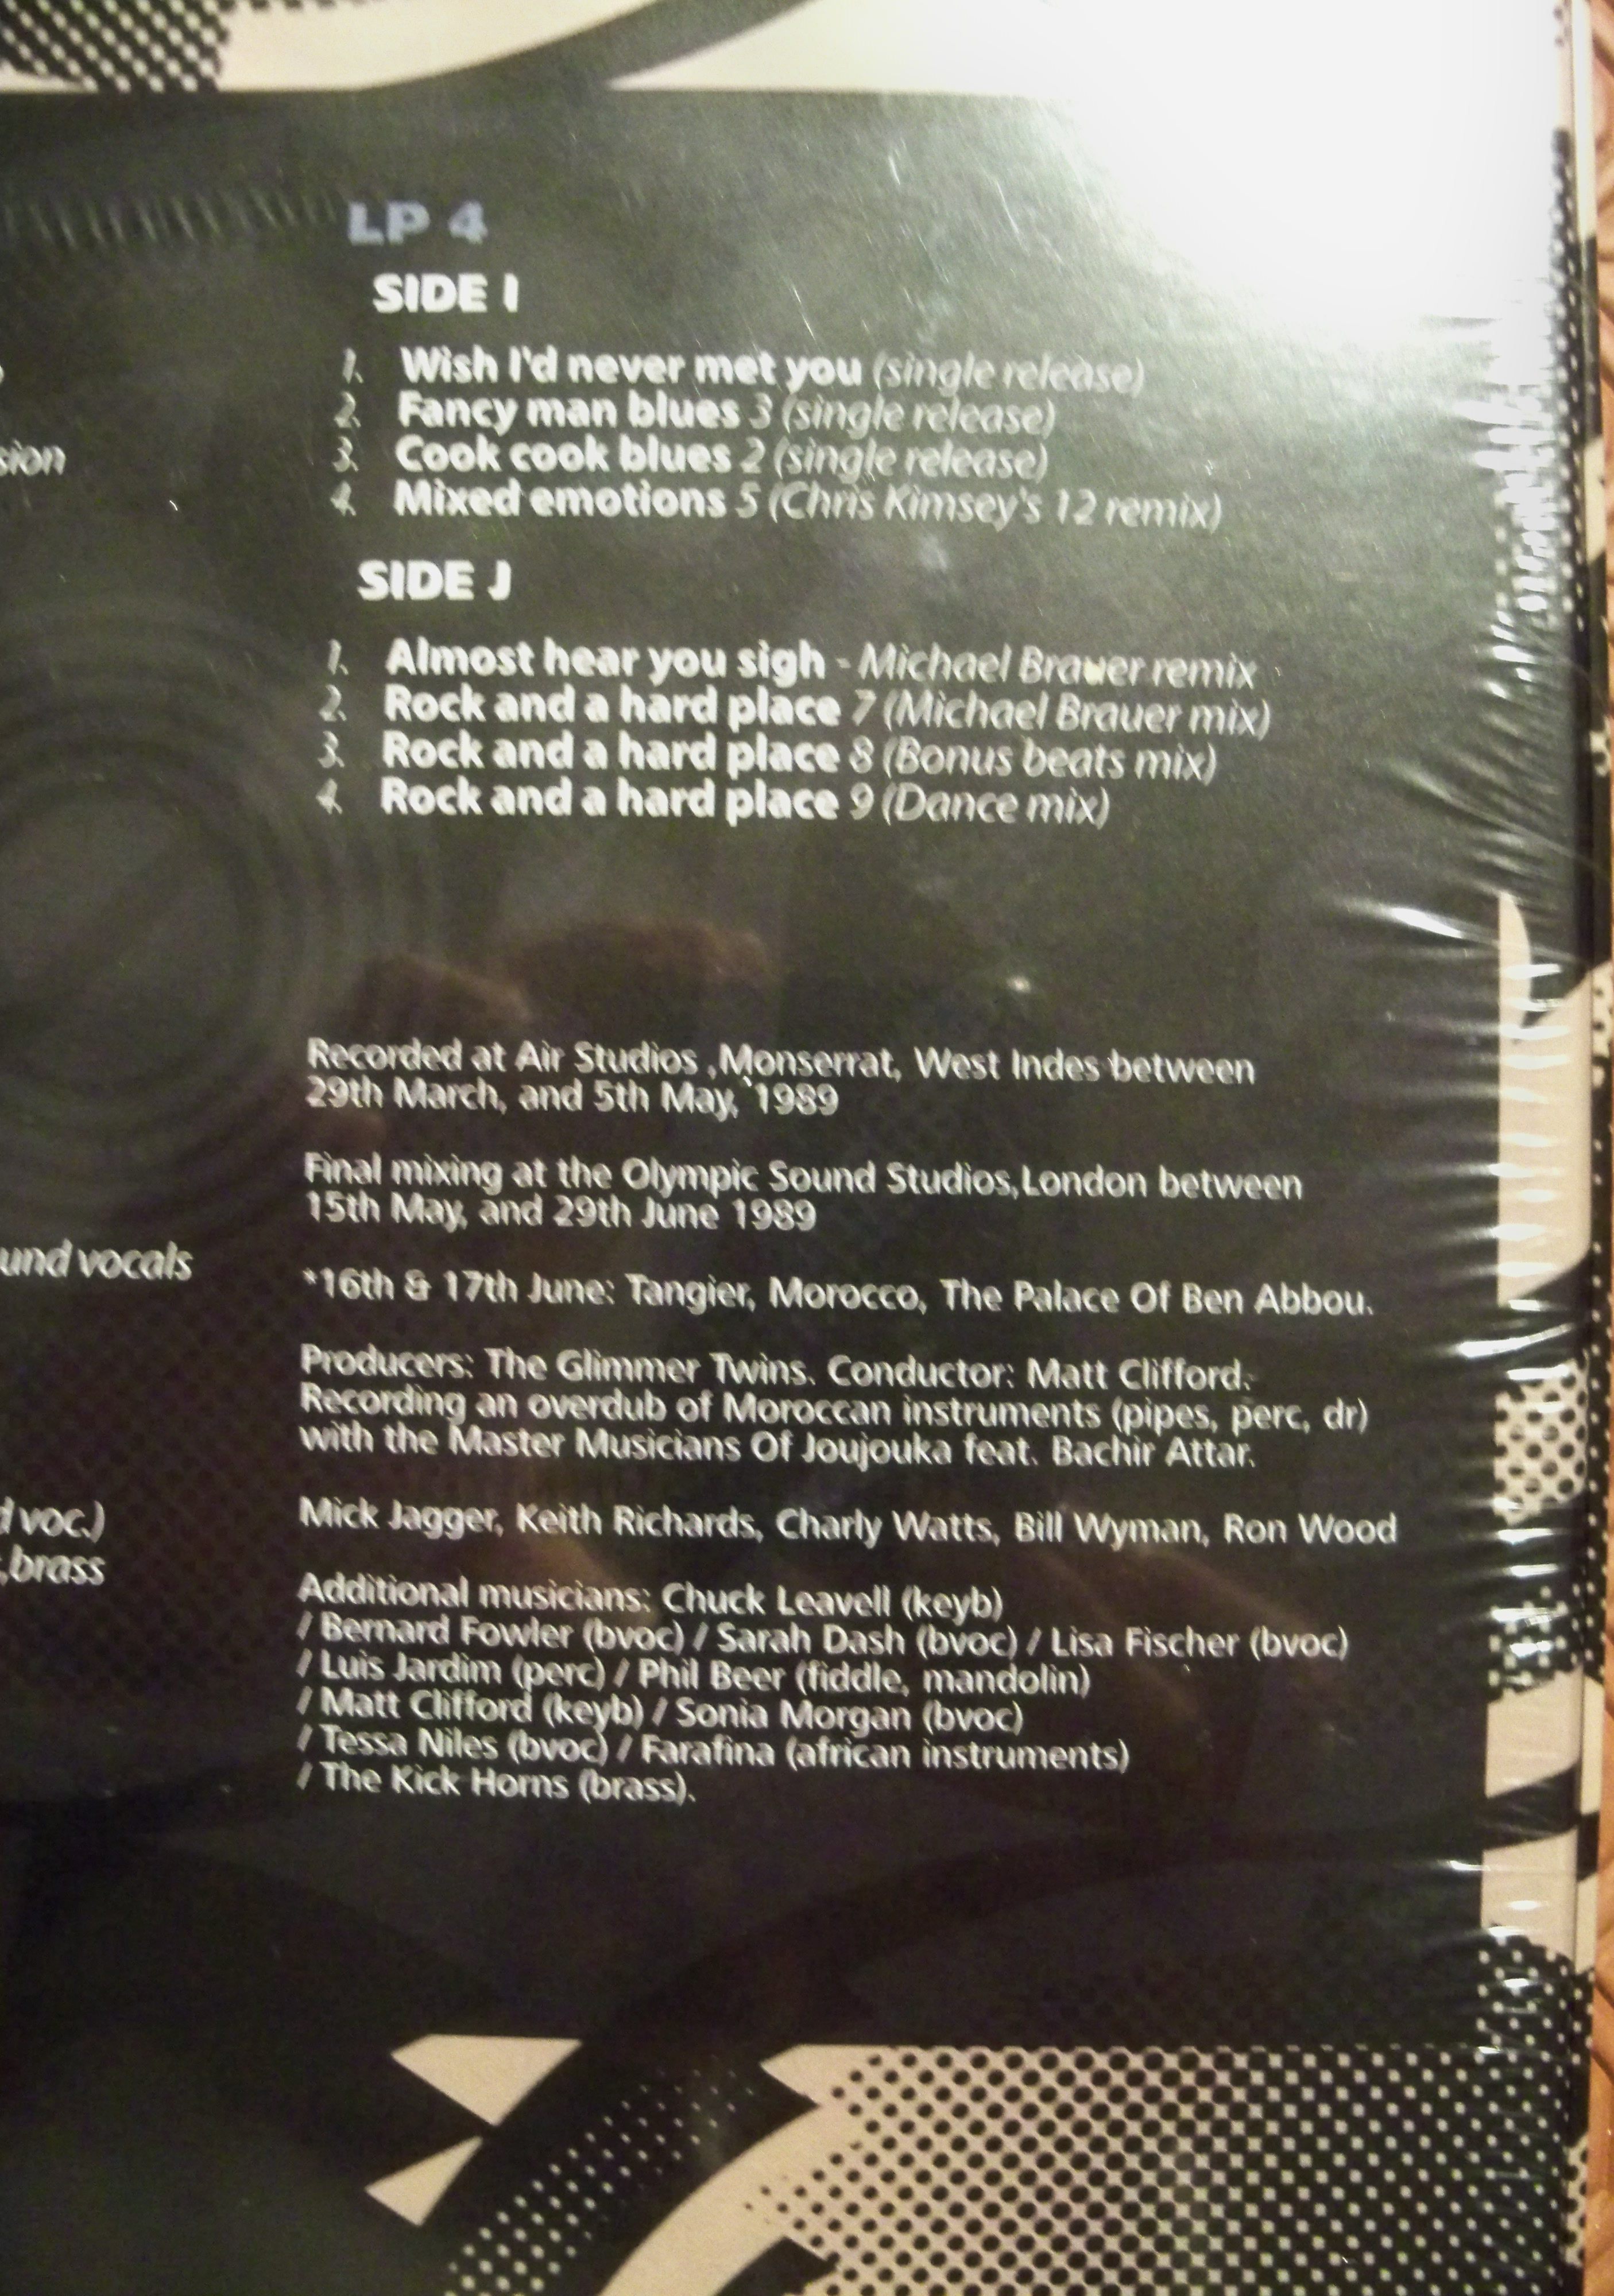 LP 4
SIDE I
1. Wish I'd never met you (single release)
2. Fancy man blues 3 (single release)
3. Cook cook blues 2 (single release)
4. Mixed emotions 5 (Chris Kimsey's 12 remix)
SIDE J
1. Almost hear you sigh - Michael Brauer remix
2. Rock and a hard place 7 (Michael Brauer mix)
3. Rock and a hard place 8 (Bonus beats mix)
4. Rock and a hard place 9 (Dance mix)
sion
und vocals
d voc.)
,brass
Recorded at Air Studios ,Monserrat, West Indes between
29th March, and 5th May, 1989
Final mixing at the Olympic Sound Studios,London between
15th May, and 29th June 1989
*16th & 17th June: Tangier, Morocco, The Palace Of Ben Abbou.
Producers: The Glimmer Twins. Conductor: Matt Clifford.
Recording an overdub of Moroccan instruments (pipes, perc, dr)
with the Master Musicians Of Joujouka feat. Bachir Attar.
Mick Jagger, Keith Richards, Charly Watts, Bill Wyman, Ron Wood
Additional musicians: Chuck Leavell (keyb)
/ Bernard Fowler (bvoc) / Sarah Dash (bvoc) / Lisa Fischer (bvoc)
/ Luis Jardim (perc) / Phil Beer (fiddle, mandolin)
/ Matt Clifford (keyb) / Sonia Morgan (bvoc)
/ Tessa Niles (bvoc) / Farafina (african instruments)
/ The Kick Horns (brass).